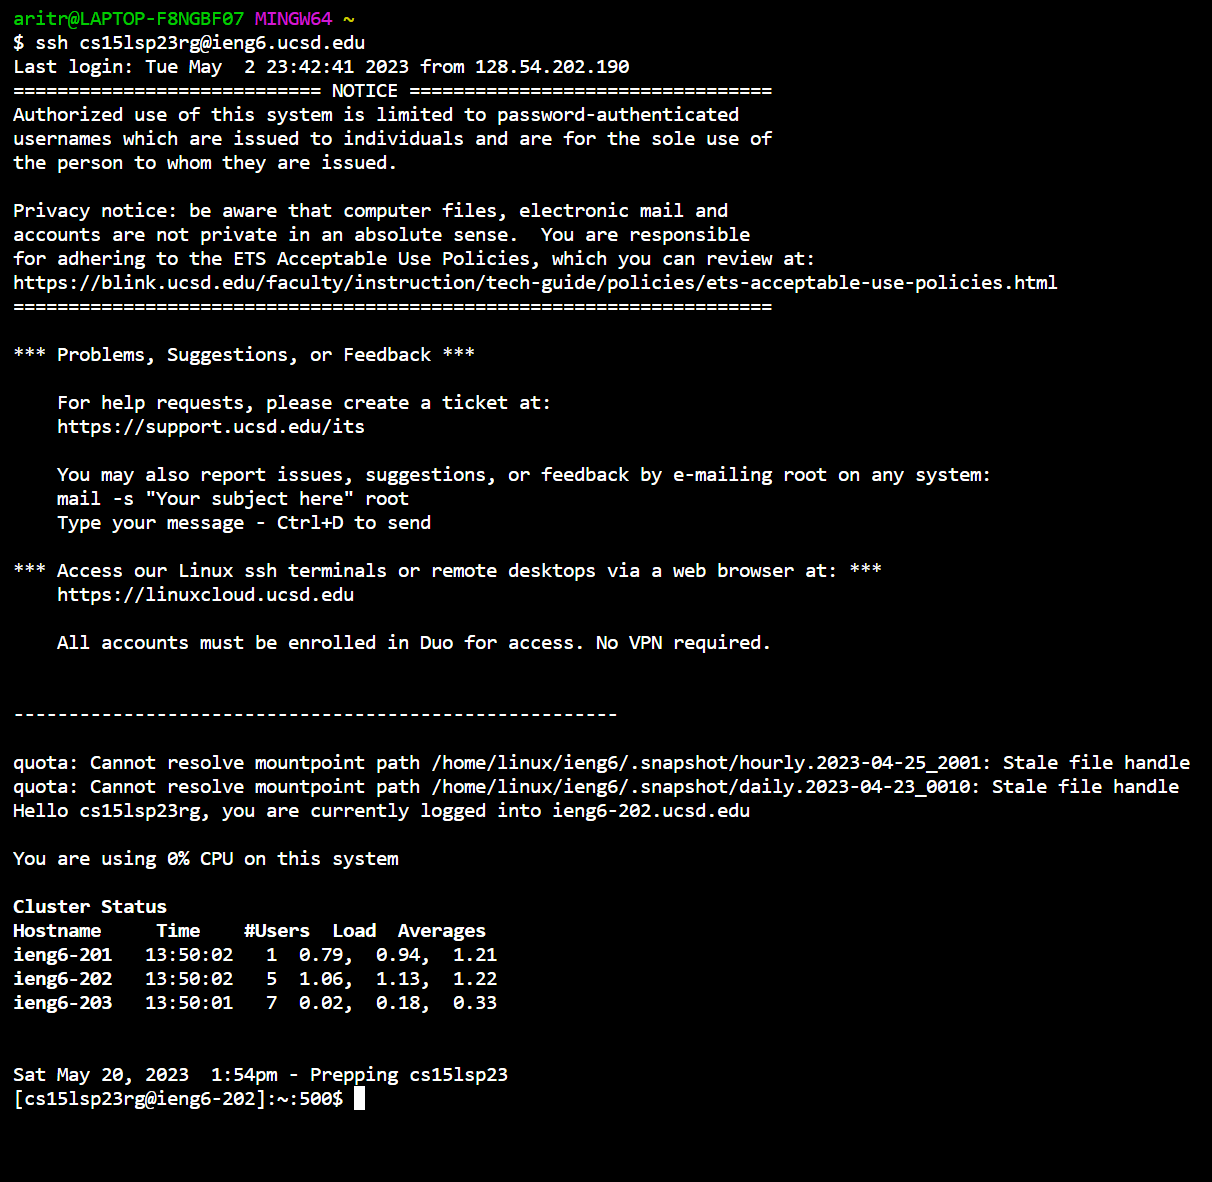 aritr@LAPTOP-F8NGBF07 MINGW64 ~
$ ssh cs15lsp23rg@ieng6.ucsd.edu
Last login: Tue May  2 23:42:41 2023 from 128.54.202.190
============================ NOTICE =================================
Authorized use of this system is limited to password-authenticated
usernames which are issued to individuals and are for the sole use of
the person to whom they are issued.

Privacy notice: be aware that computer files, electronic mail and
accounts are not private in an absolute sense.  You are responsible
for adhering to the ETS Acceptable Use Policies, which you can review at:
https://blink.ucsd.edu/faculty/instruction/tech-guide/policies/ets-acceptable-use-policies.html
=====================================================================

*** Problems, Suggestions, or Feedback ***

    For help requests, please create a ticket at:
    https://support.ucsd.edu/its

    You may also report issues, suggestions, or feedback by e-mailing root on any system:
    mail -s "Your subject here" root
    Type your message - Ctrl+D to send

*** Access our Linux ssh terminals or remote desktops via a web browser at: ***
    https://linuxcloud.ucsd.edu

    All accounts must be enrolled in Duo for access. No VPN required.


-------------------------------------------------------

quota: Cannot resolve mountpoint path /home/linux/ieng6/.snapshot/hourly.2023-04-25_2001: Stale file handle
quota: Cannot resolve mountpoint path /home/linux/ieng6/.snapshot/daily.2023-04-23_0010: Stale file handle
Hello cs15lsp23rg, you are currently logged into ieng6-202.ucsd.edu

You are using 0% CPU on this system

Cluster Status
Hostname     Time    #Users  Load  Averages
ieng6-201   13:50:02   1  0.79,  0.94,  1.21
ieng6-202   13:50:02   5  1.06,  1.13,  1.22
ieng6-203   13:50:01   7  0.02,  0.18,  0.33


Sat May 20, 2023  1:54pm - Prepping cs15lsp23
[cs15lsp23rg@ieng6-202]:~:500$